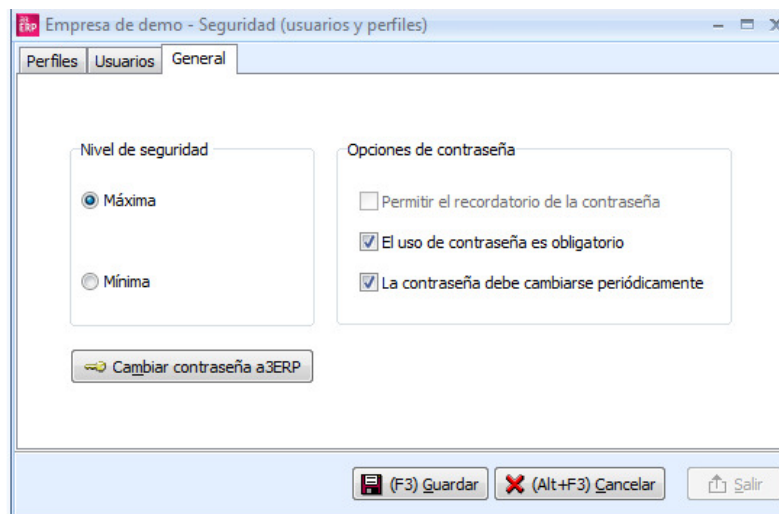 Empresa de demo - Seguridad (usuarios y perfiles)
Perfiles Usuarios General
Nivel de seguridad
Máxima
Mínima
Opciones de contraseña
Permitir el recordatorio de la contraseña
El uso de contraseña es obligatorio
La contraseña debe cambiarse periódicamente
Cambiar contraseña a3ERP
(F3) Guardar (Alt+F3) Cancelar Salir